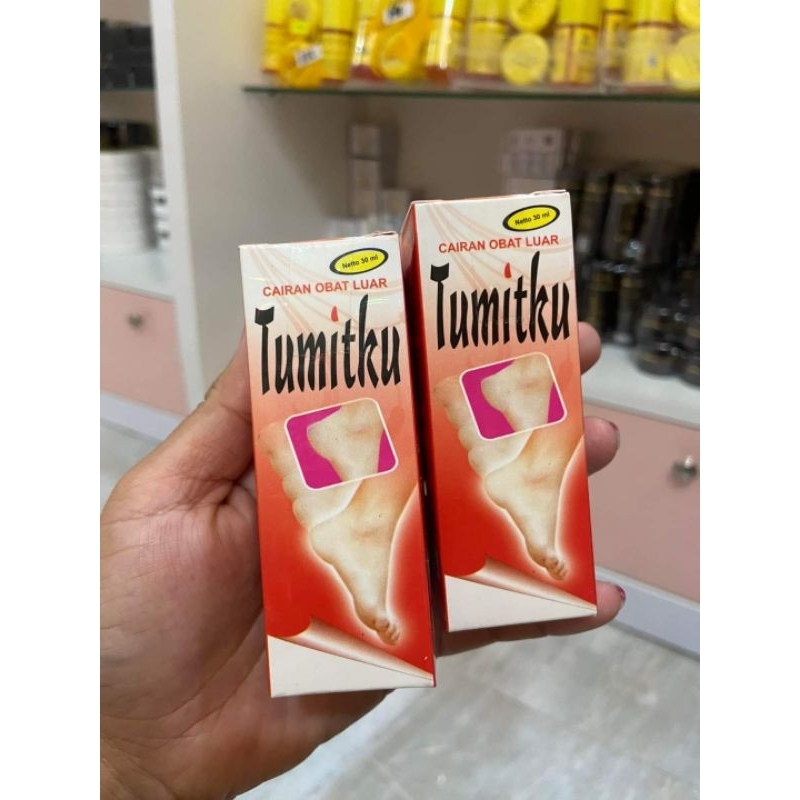 Netto 30 ml
CAIRAN OBAT LUAR
Tumitku
Netto 30 ml
CAIRAN OBAT LUAR
Tumitku